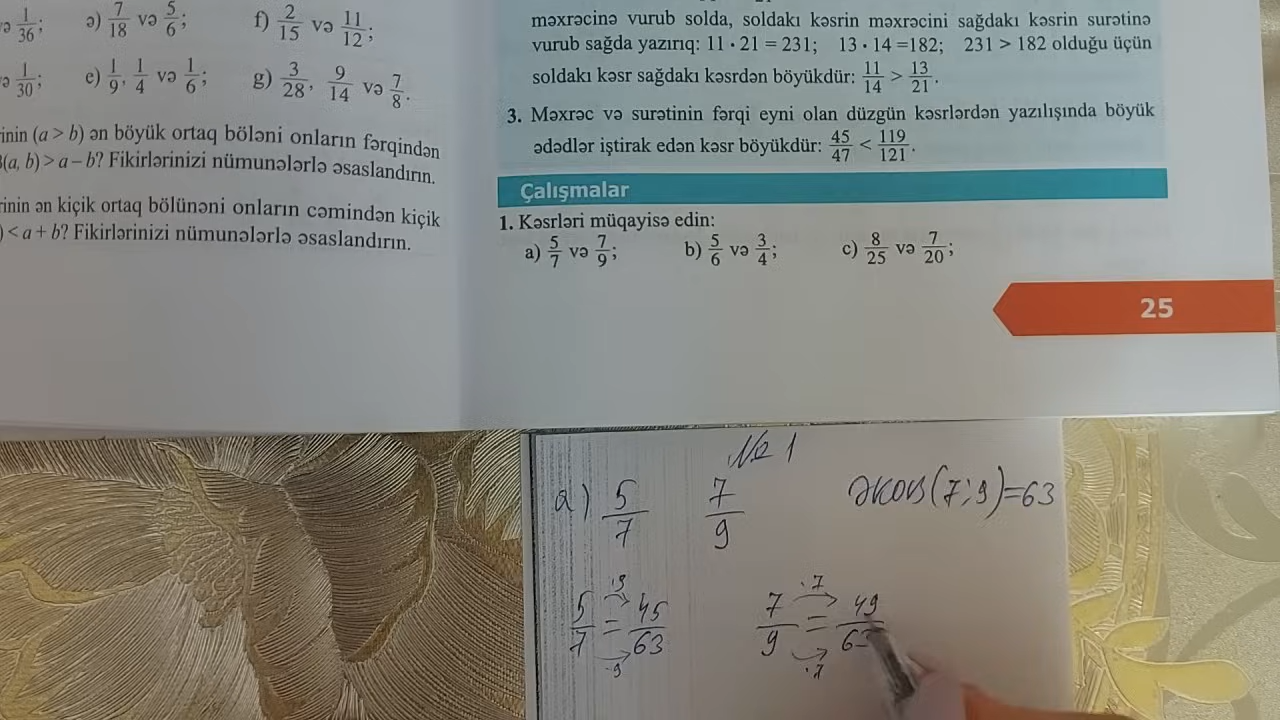 1/36; ə) 7/18 və 5/6; f) 2/15 və 11/12;
1/30; e) 1/9, 1/4 və 1/6; g) 3/28, 9/14 və 7/8.
(a > b) ən böyük ortaq böləni onların fərqindən
(a, b) > a – b? Fikirlərinizi nümunələrlə əsaslandırın.
ən kiçik ortaq bölünəni onların cəmindən kiçik
) < a + b? Fikirlərinizi nümunələrlə əsaslandırın.
məxrəcinə vurub solda, soldakı kəsrin məxrəcini sağdakı kəsrin surətinə
vurub sağda yazırıq: 11 · 21 = 231; 13 · 14 =182; 231 > 182 olduğu üçün
soldakı kəsr sağdakı kəsrdən böyükdür: 11/14 > 13/21.
3. Məxrəc və surətinin fərqi eyni olan düzgün kəsrlərdən yazılışında böyük
ədədlər iştirak edən kəsr böyükdür: 45/47 < 119/121.
Çalışmalar
1. Kəsrləri müqayisə edin:
a) 5/7 və 7/9; b) 5/6 və 3/4; c) 8/25 və 7/20;
25
№ 1
a) 5/7 7/9 ƏKOB(7;9)=63
5/7 = 45/63 7/9 = 49/63